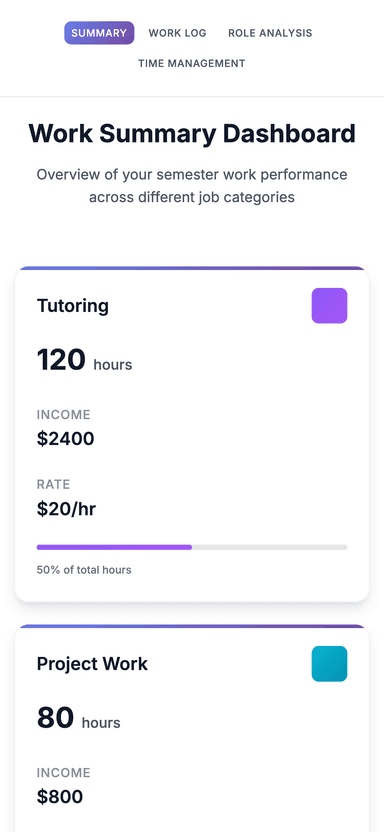 SUMMARY WORK LOG ROLE ANALYSIS
TIME MANAGEMENT
Work Summary Dashboard
Overview of your semester work performance
across different job categories
Tutoring
120 hours
INCOME
$2400
RATE
$20/hr
50% of total hours
Project Work
80 hours
INCOME
$800